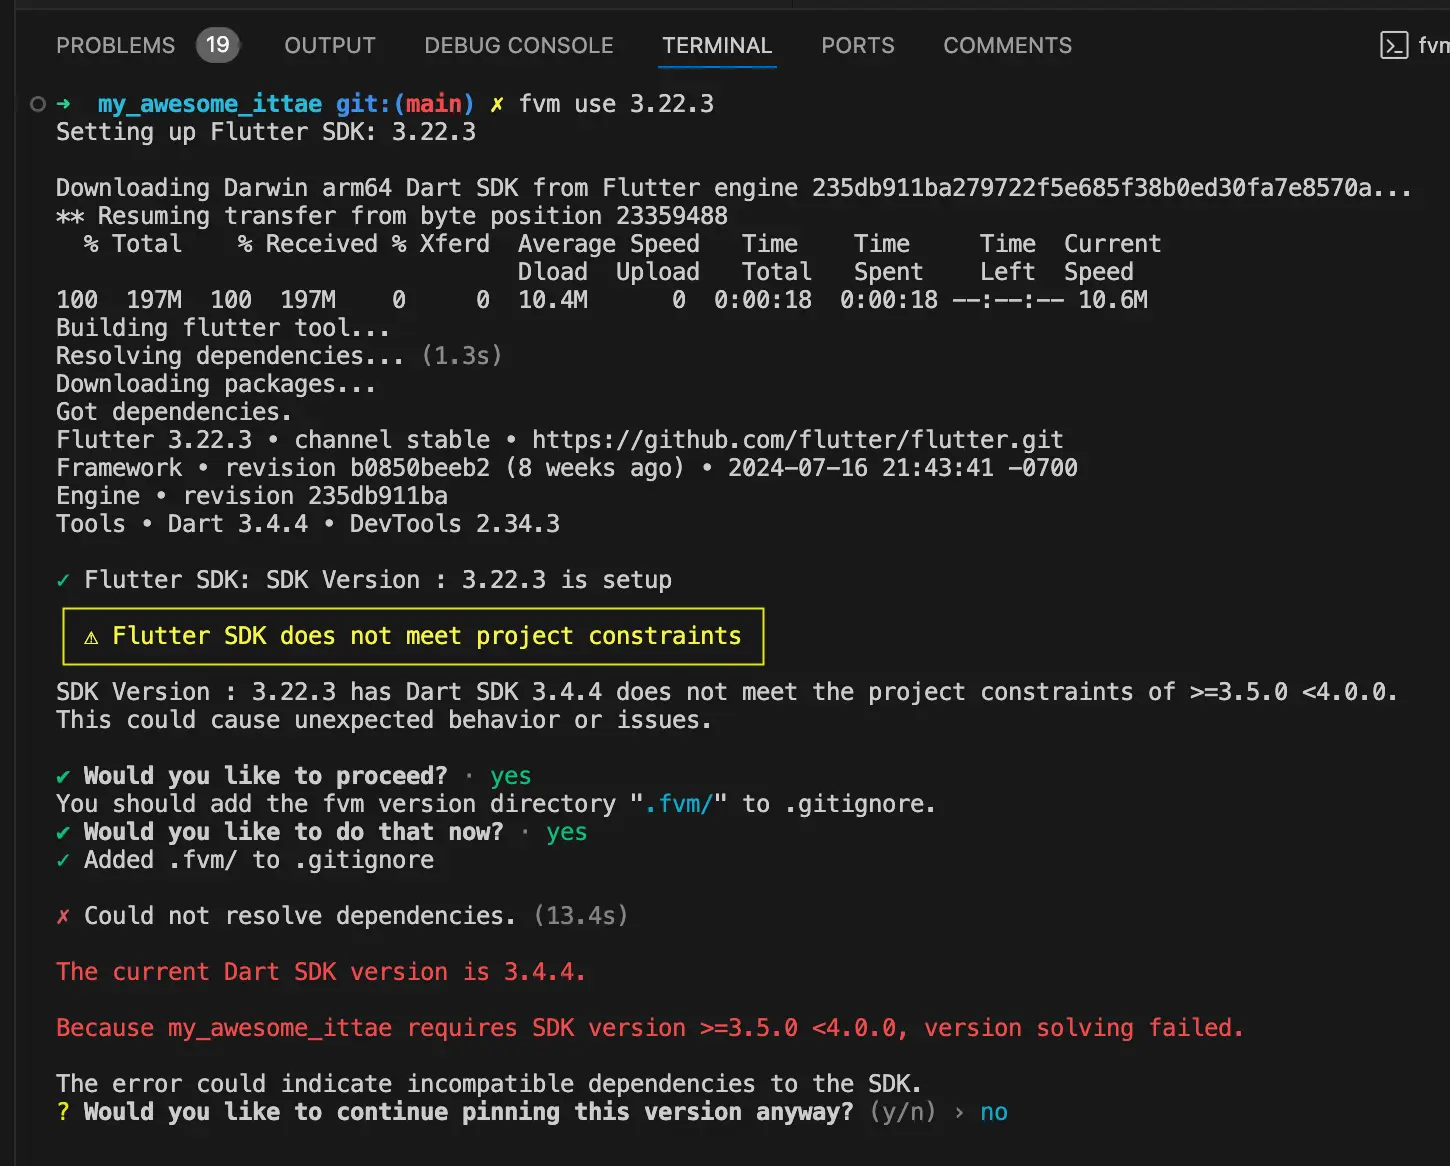 PROBLEMS 19 OUTPUT DEBUG CONSOLE TERMINAL PORTS COMMENTS fvm
➜ my_awesome_ittae git:(main) ✗ fvm use 3.22.3
Setting up Flutter SDK: 3.22.3
Downloading Darwin arm64 Dart SDK from Flutter engine 235db911ba279722f5e685f38b0ed30fa7e8570a...
** Resuming transfer from byte position 23359488
% Total % Received % Xferd Average Speed Time Time Time Current
Dload Upload Total Spent Left Speed
100 197M 100 197M 0 0 10.4M 0 0:00:18 0:00:18 --:--:-- 10.6M
Building flutter tool...
Resolving dependencies... (1.3s)
Downloading packages...
Got dependencies.
Flutter 3.22.3 • channel stable • https://github.com/flutter/flutter.git
Framework • revision b0850beeb2 (8 weeks ago) • 2024-07-16 21:43:41 -0700
Engine • revision 235db911ba
Tools • Dart 3.4.4 • DevTools 2.34.3
✓ Flutter SDK: SDK Version : 3.22.3 is setup
⚠ Flutter SDK does not meet project constraints
SDK Version : 3.22.3 has Dart SDK 3.4.4 does not meet the project constraints of >=3.5.0 <4.0.0.
This could cause unexpected behavior or issues.
✔ Would you like to proceed? · yes
You should add the fvm version directory ".fvm/" to .gitignore.
✔ Would you like to do that now? · yes
✓ Added .fvm/ to .gitignore
✗ Could not resolve dependencies. (13.4s)
The current Dart SDK version is 3.4.4.
Because my_awesome_ittae requires SDK version >=3.5.0 <4.0.0, version solving failed.
The error could indicate incompatible dependencies to the SDK.
? Would you like to continue pinning this version anyway? (y/n) › no